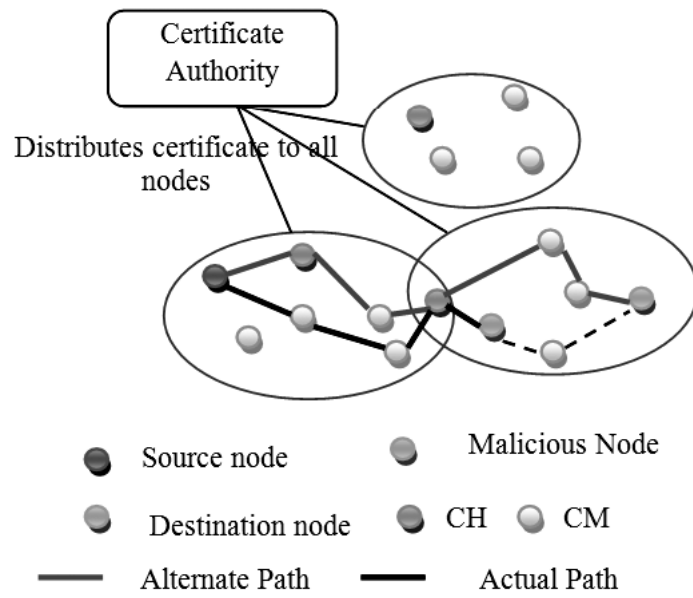 Certificate
Authority
Distributes certificate to all
nodes
Source node
Malicious Node
Destination node
CH
CM
Alternate Path
Actual Path